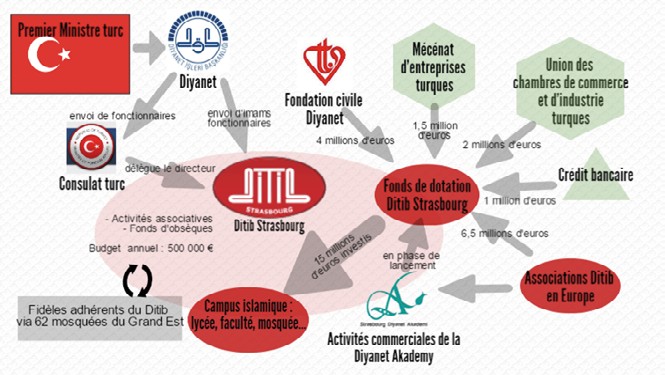 Premier Ministre turc
DIYANET IŞLERI BAŞKANLIĞI
Diyanet
Fondation civile
Diyanet
Mécénat
d'entreprises
turques
Union des
chambres de commerce
et d'industrie
turques
envoi de fonctionnaires
envoi d'imams
fonctionnaires
4 millions d'euros
1,5 million
d'euros
2 millions d'euros
Consulat turc
délègue le directeur
DITIB
STRASBOURG
Ditib Strasbourg
Fonds de dotation
Ditib Strasbourg
Crédit bancaire
1 million d'euros
6,5 millions d'euros
- Activités associatives
- Fonds d'obsèques
Budget annuel : 500 000 €
15 millions
d'euros investis
en phase de
lancement
Associations Ditib
en Europe
Fidèles adhérents du Ditib
via 62 mosquées du Grand Est
Campus islamique :
lycée, faculté, mosquée...
Strasbourg Diyanet Akademy
Activités commerciales de la
Diyanet Akademy